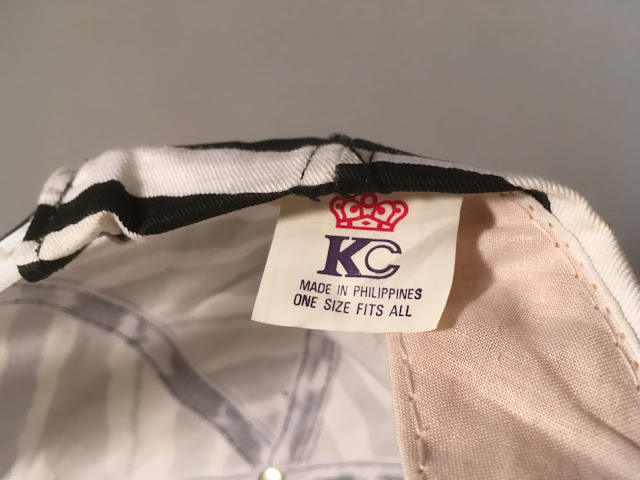 KC
MADE IN PHILIPPINES
ONE SIZE FITS ALL